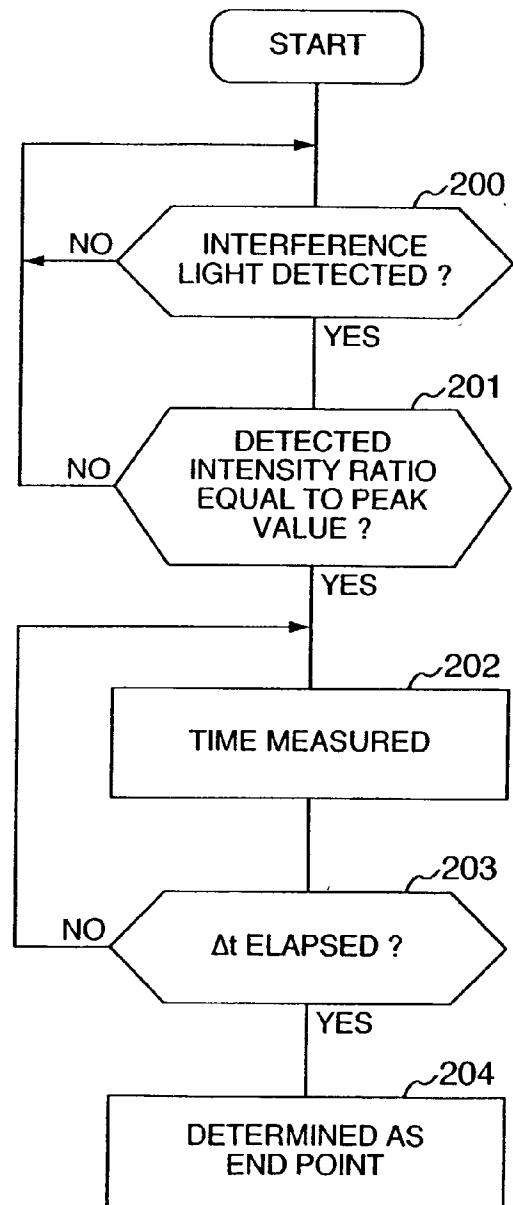 START
200
INTERFERENCE
LIGHT DETECTED ?
NO
YES
201
DETECTED
INTENSITY RATIO
EQUAL TO PEAK
VALUE ?
NO
YES
202
TIME MEASURED
203
Δt ELAPSED ?
NO
YES
204
DETERMINED AS
END POINT